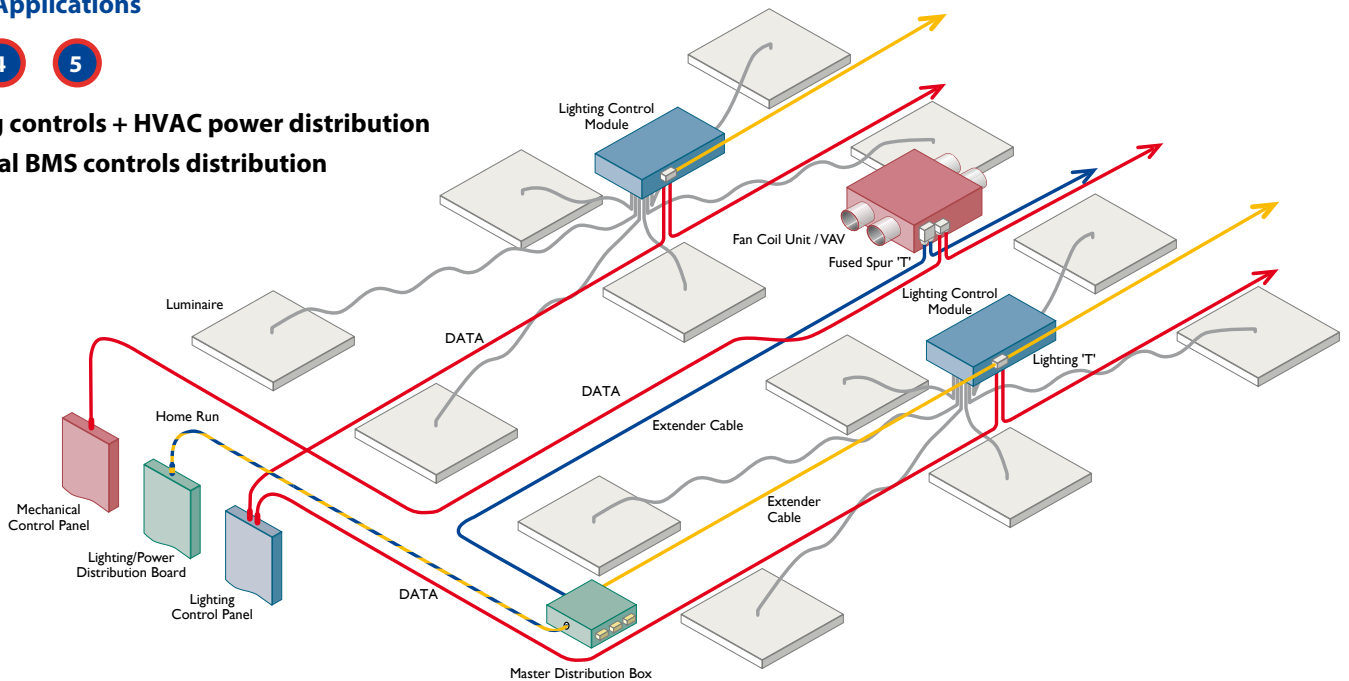 Applications
4
5
controls + HVAC power distribution
BMS controls distribution
Lighting Control
Module
Fan Coil Unit / VAV
Fused Spur 'T'
Lighting Control
Module
Luminaire
DATA
Lighting 'T'
DATA
Home Run
Extender Cable
Mechanical
Control Panel
Extender
Cable
Lighting/Power
Distribution Board
DATA
Lighting
Control Panel
Master Distribution Box